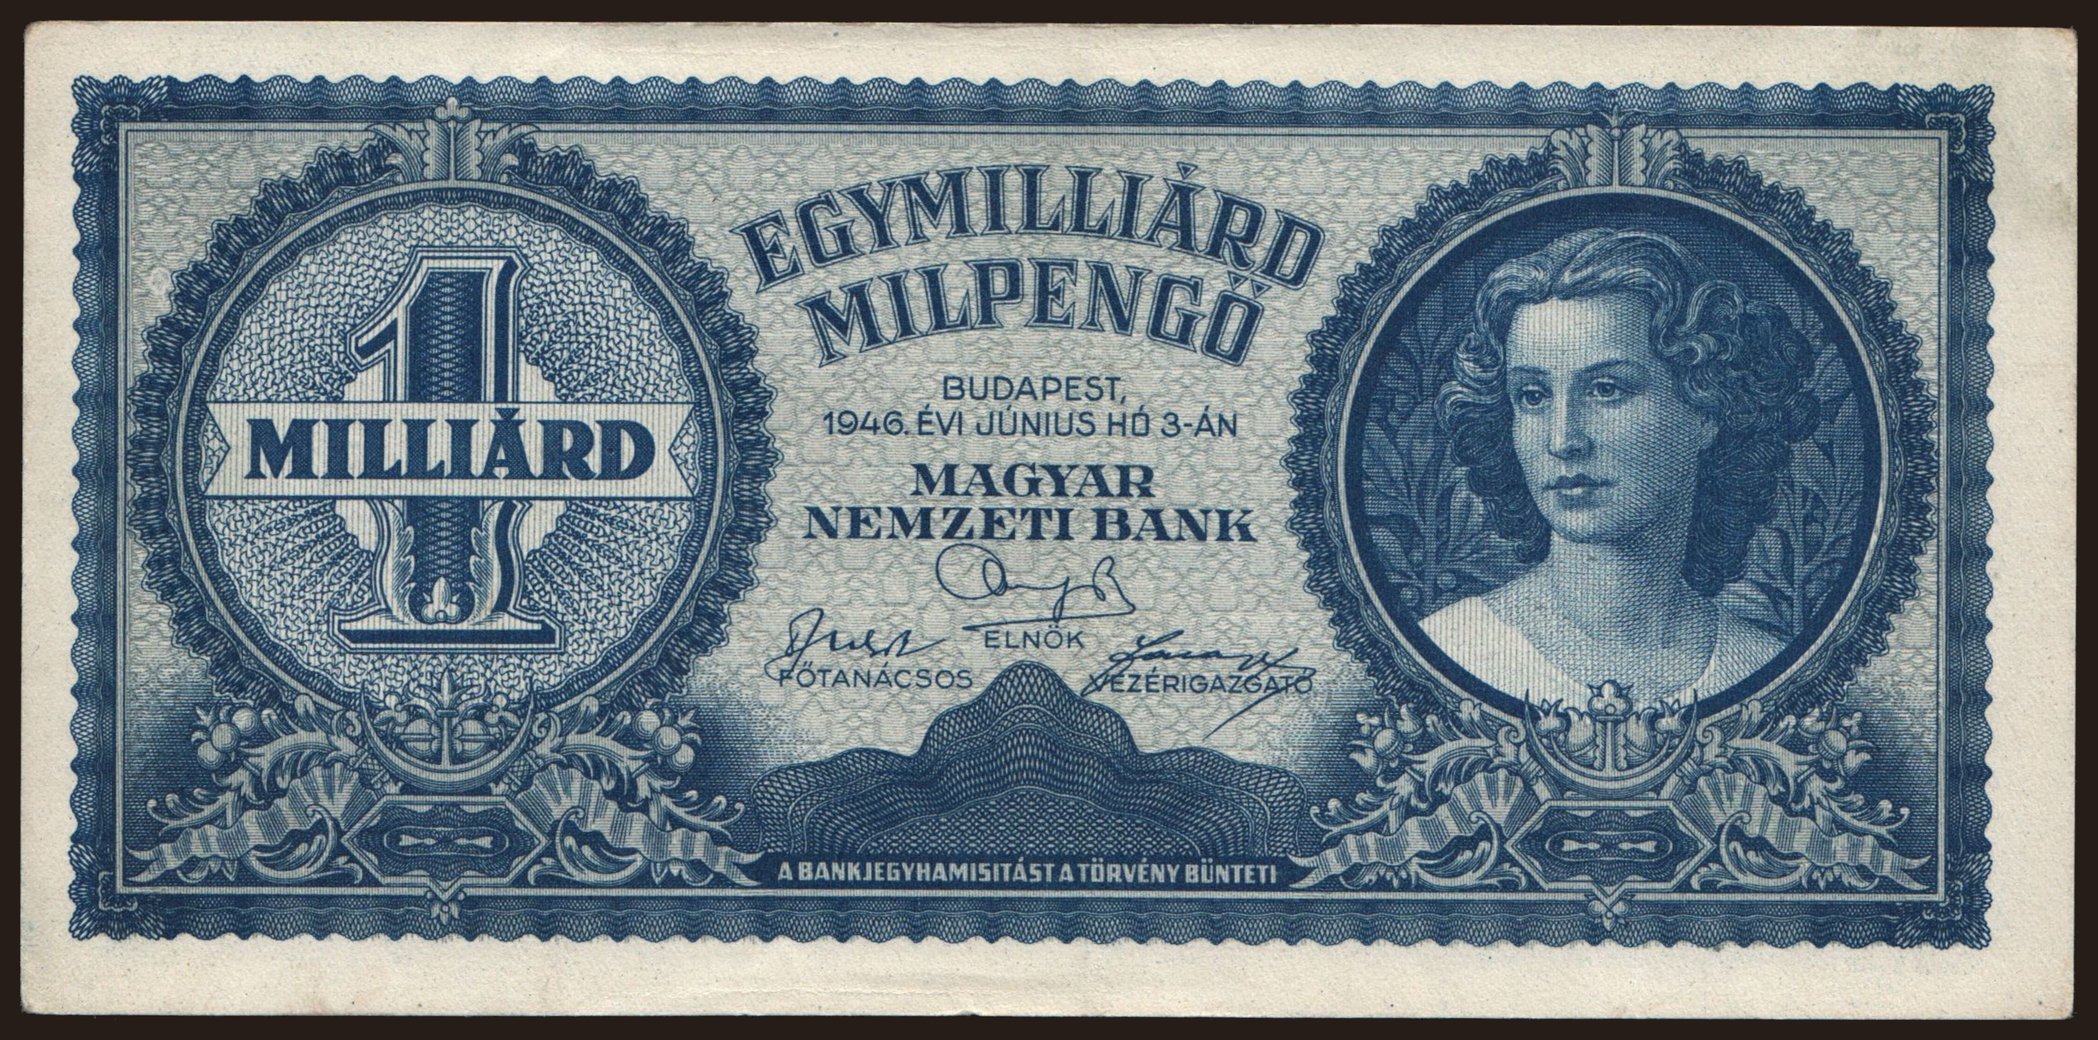 1
MILLIÁRD
EGYMILLIÁRD
MILPENGŐ
BUDAPEST,
1946. ÉVI JÚNIUS HÓ 3-ÁN
MAGYAR
NEMZETI BANK
ELNÖK
FŐTANÁCSOS
VEZÉRIGAZGATÓ
A BANKJEGYHAMISITÁST A TÖRVÉNY BÜNTETI